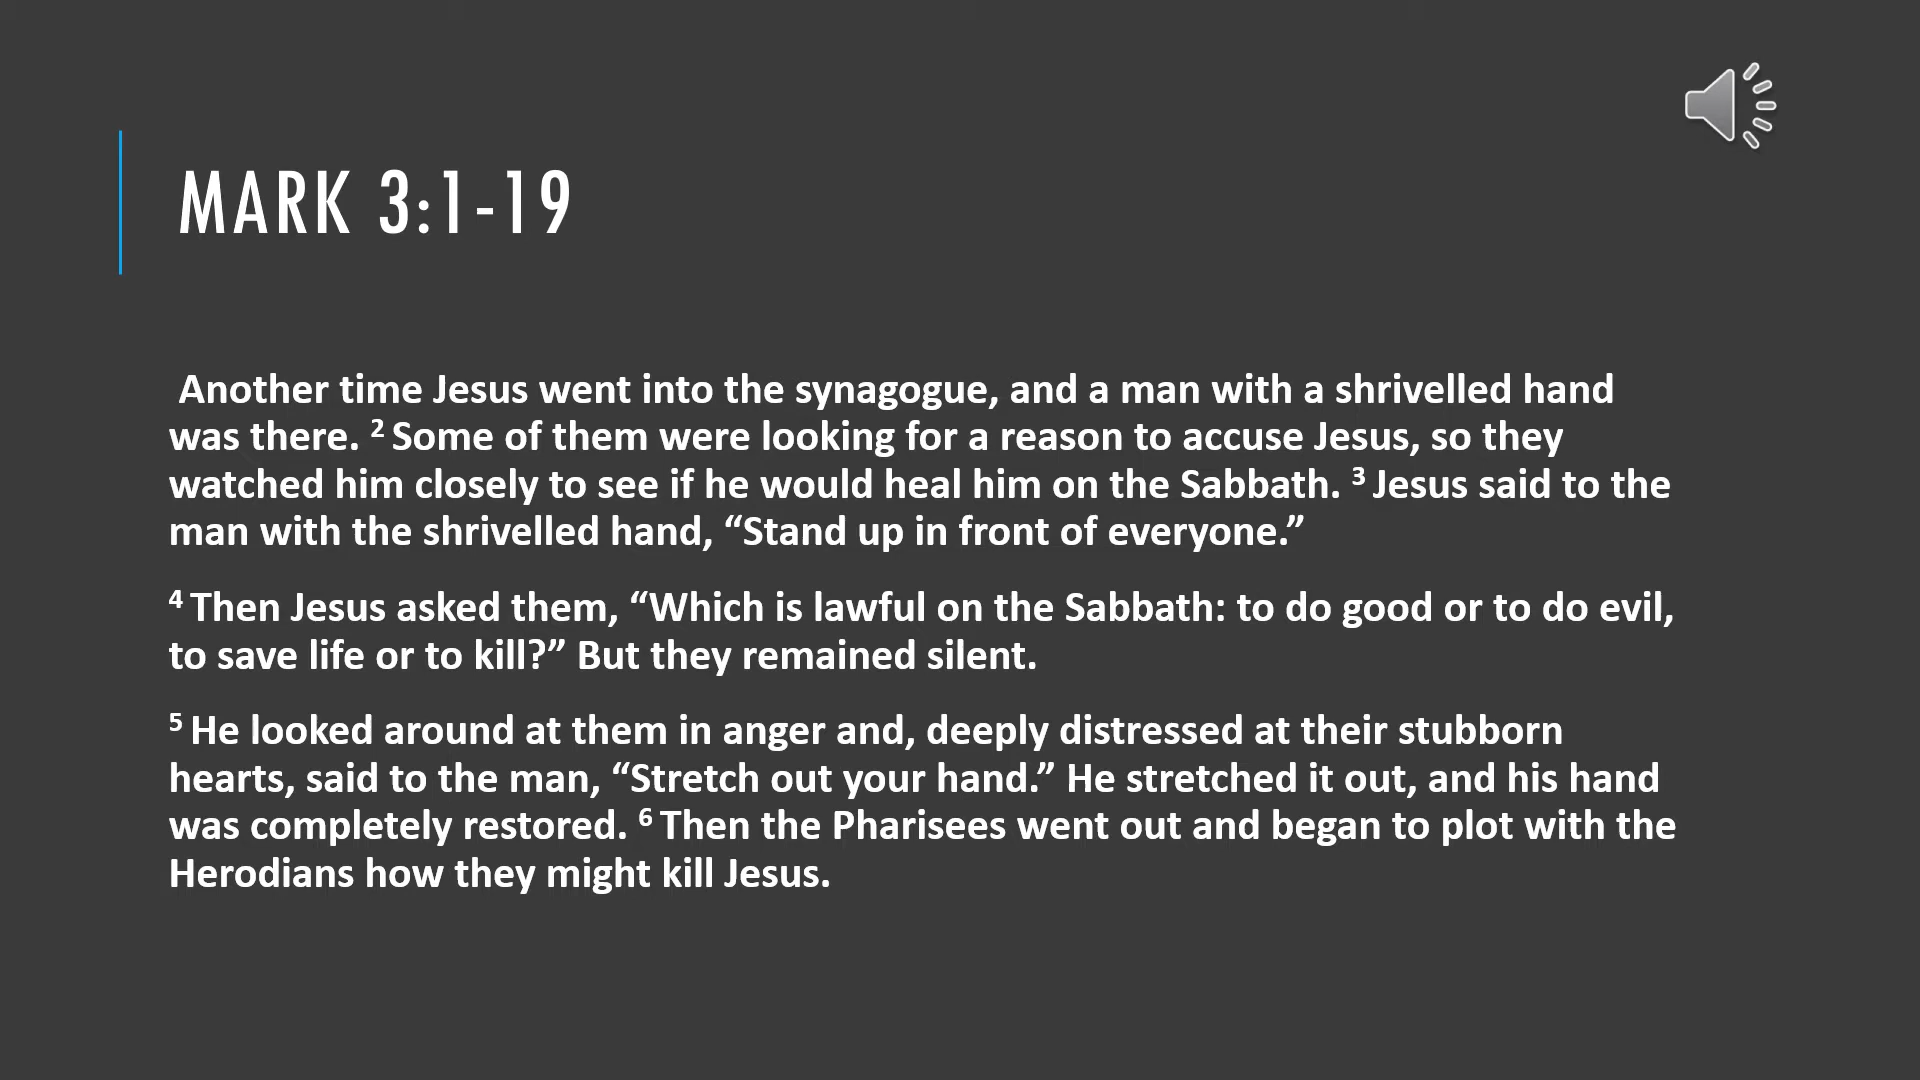 MARK 3:1-19
Another time Jesus went into the synagogue, and a man with a shrivelled hand
was there. ² Some of them were looking for a reason to accuse Jesus, so they
watched him closely to see if he would heal him on the Sabbath. ³ Jesus said to the
man with the shrivelled hand, “Stand up in front of everyone.”
⁴ Then Jesus asked them, “Which is lawful on the Sabbath: to do good or to do evil,
to save life or to kill?” But they remained silent.
⁵ He looked around at them in anger and, deeply distressed at their stubborn
hearts, said to the man, “Stretch out your hand.” He stretched it out, and his hand
was completely restored. ⁶ Then the Pharisees went out and began to plot with the
Herodians how they might kill Jesus.